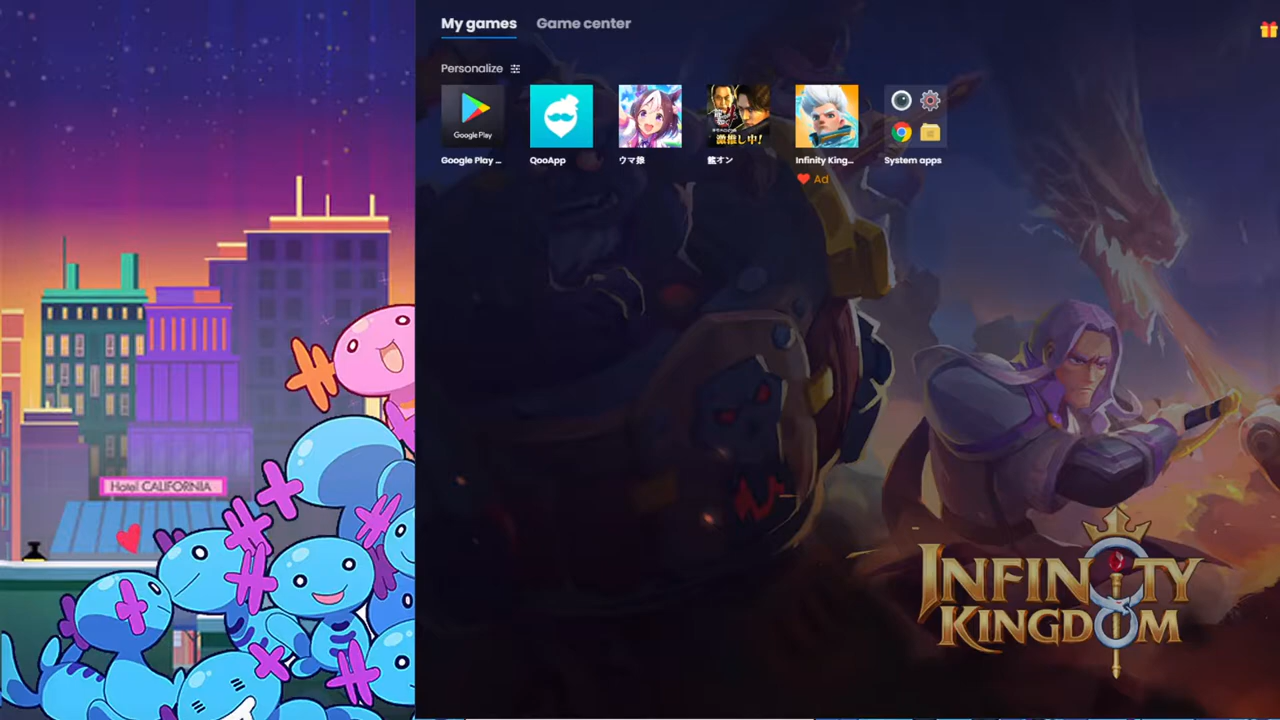 My games Game center
Personalize
Google Play
激推し中!
Google Play ... QooApp ウマ娘 龍オン Infinity King... System apps
Ad
Hotel CALIFORNIA
INFINITY
KINGDOM